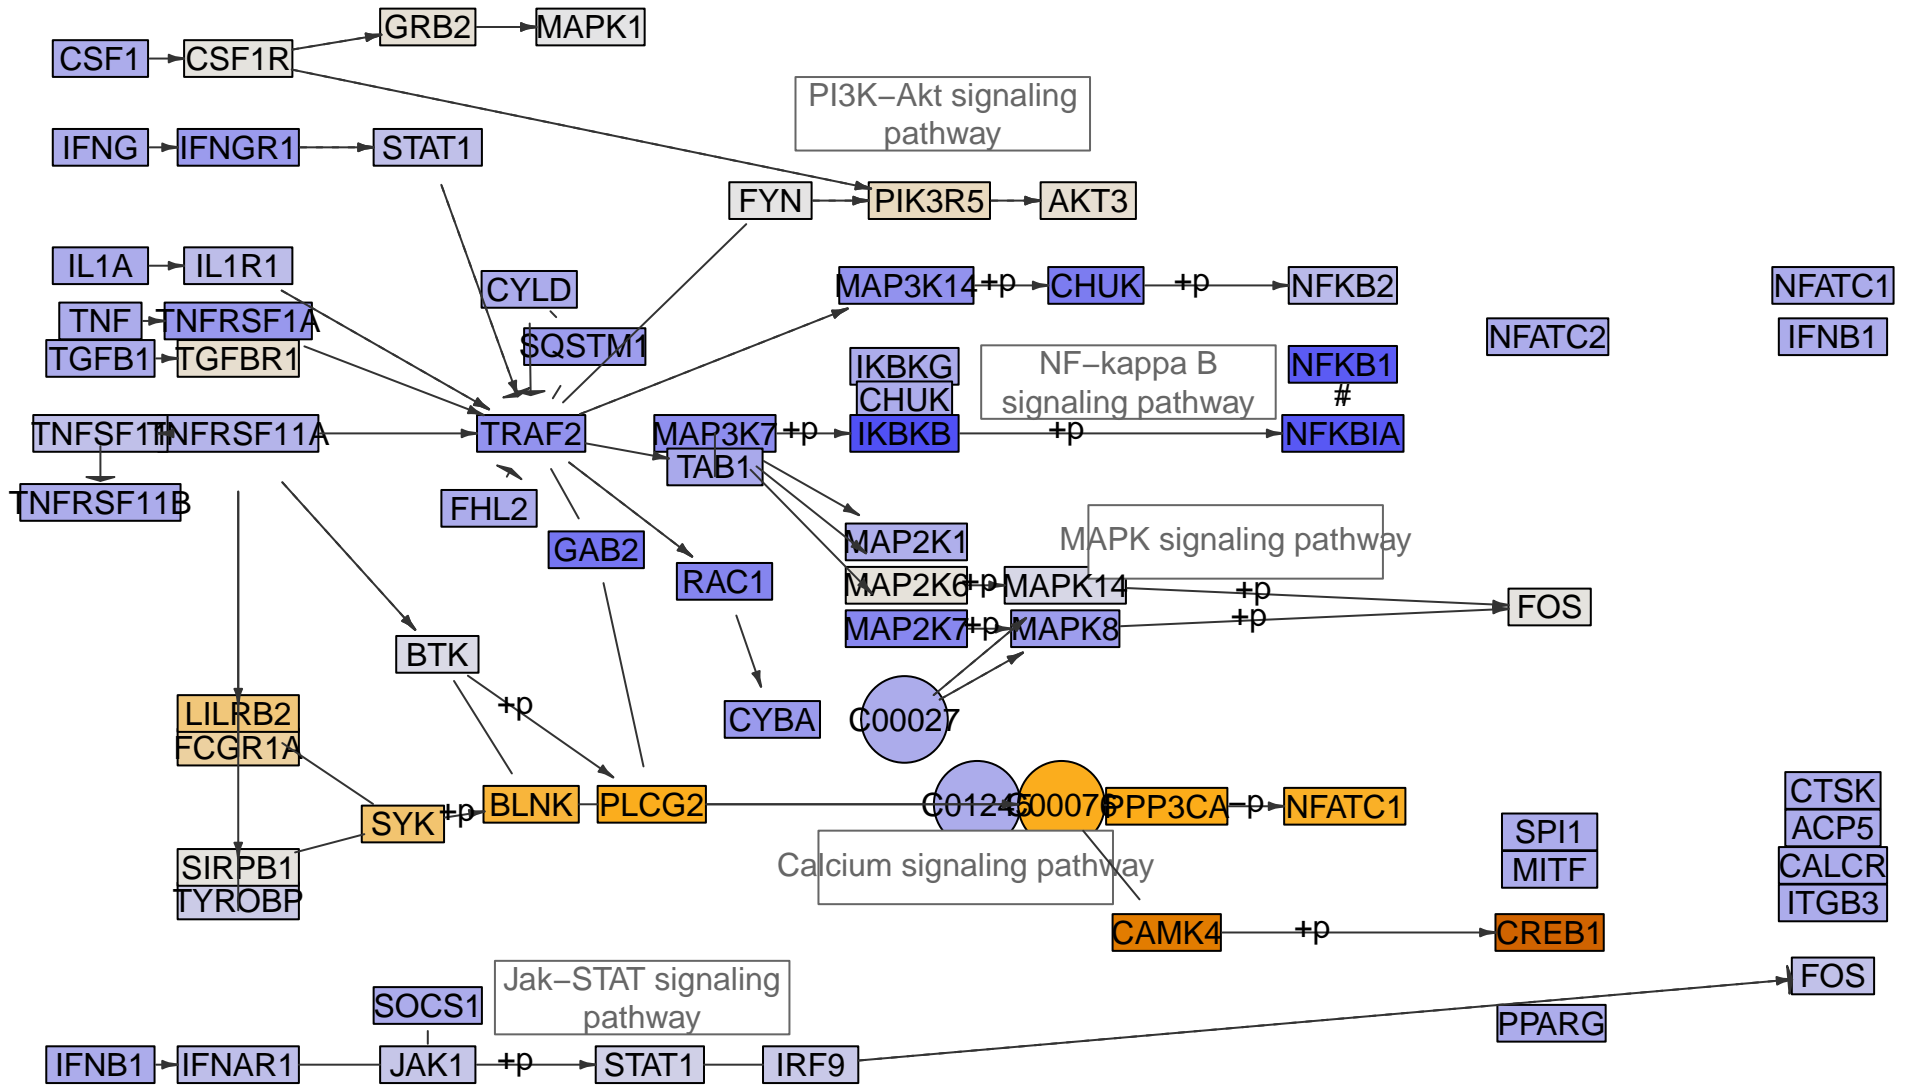 GRB2
MAPK1
CSF1
CSF1R
PI3K−Akt signaling
pathway
IFNG
IFNGR1
STAT1
FYN
PIK3R5
AKT3
IL1A
IL1R1
CYLD
MAP3K14
+p
CHUK
+p
NFKB2
NFATC1
TNF
TNFRSF1A
SQSTM1
NFATC2
IFNB1
TGFB1
TGFBR1
IKBKG
NF−kappa B
signaling pathway
NFKB1
#
CHUK
TNFRSF11A
TRAF2
MAP3K7
+p
IKBKB
+p
NFKBIA
TAB1
TNFRSF11B
FHL2
GAB2
MAP2K1
MAPK signaling pathway
RAC1
MAP2K6
+p
MAPK14
+p
FOS
MAP2K7
+p
MAPK8
+p
BTK
+p
LILRB2
CYBA
C00027
FCGR1A
SYK
+p
BLNK
PLCG2
C00076
PPP3CA
−p
NFATC1
CTSK
SPI1
ACP5
SIRPB1
Calcium signaling pathway
MITF
CALCR
TYROBP
ITGB3
CAMK4
+p
CREB1
Jak−STAT signaling
pathway
FOS
SOCS1
PPARG
IFNB1
IFNAR1
JAK1
+p
STAT1
IRF9